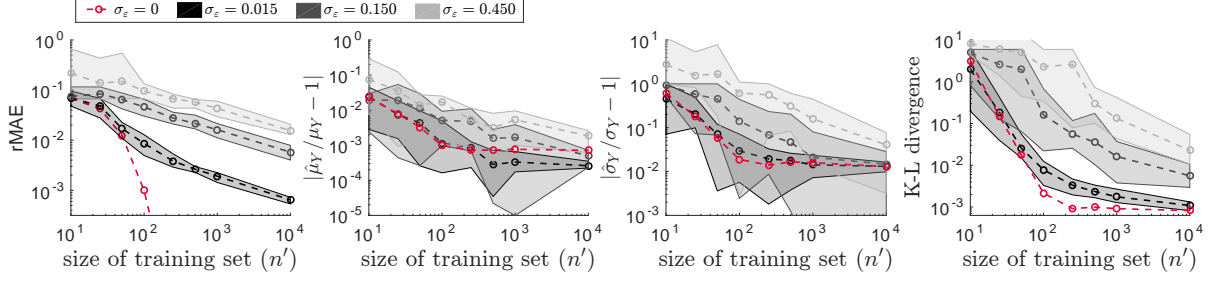 σ_ε = 0 σ_ε = 0.015 σ_ε = 0.150 σ_ε = 0.450
rMAE
10^0
10^-1
10^-2
10^-3
10^1 10^2 10^3 10^4
size of training set (n′)
|μ̂_Y/μ_Y − 1|
10^0
10^-1
10^-2
10^-3
10^-4
10^-5
10^1 10^2 10^3 10^4
size of training set (n′)
|σ̂_Y/σ_Y − 1|
10^1
10^0
10^-1
10^-2
10^-3
10^1 10^2 10^3 10^4
size of training set (n′)
K-L divergence
10^1
10^0
10^-1
10^-2
10^-3
10^1 10^2 10^3 10^4
size of training set (n′)